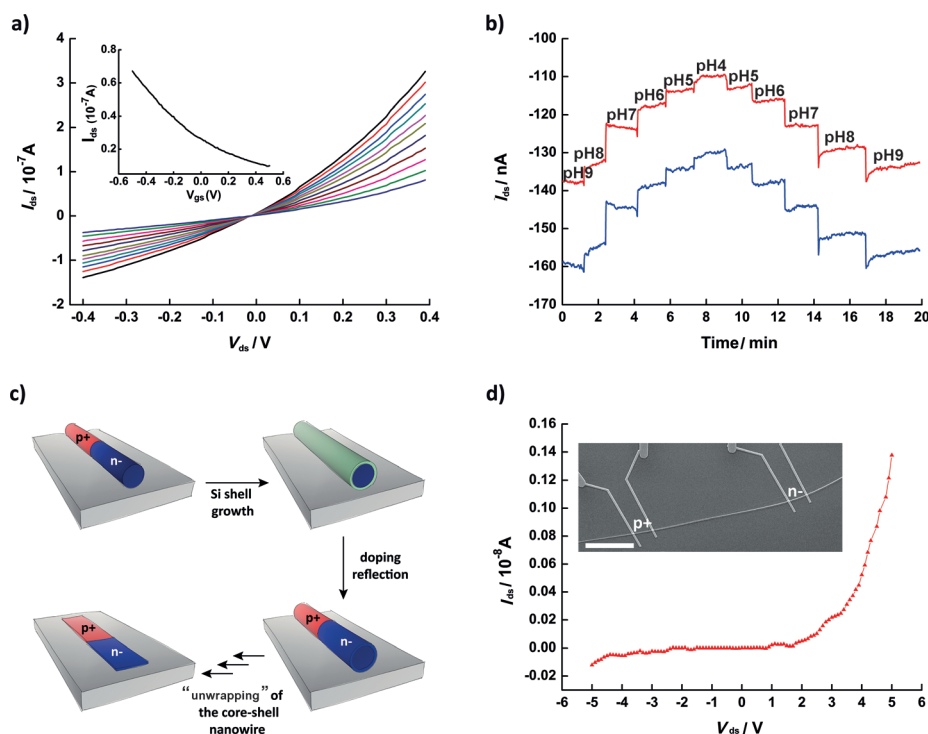 a)
I_ds / 10^-7 A
4
3
2
1
0
-1
-2
-0.4 -0.3 -0.2 -0.1 0.0 0.1 0.2 0.3 0.4
V_ds / V
I_ds (10^-7A)
0.8
0.6
0.4
0.2
-0.6 -0.4 -0.2 0.0 0.2 0.4 0.6
V_gs (V)
b)
I_ds / nA
-100
-110
-120
-130
-140
-150
-160
-170
pH9 pH8 pH7 pH6 pH5 pH4 pH5 pH6 pH7 pH8 pH9
0 2 4 6 8 10 12 14 16 18 20
Time/ min
c)
p+
n-
Si shell
growth
doping
reflection
p+
n-
“unwrapping” of
the core-shell
nanowire
p+
n-
d)
I_ds / 10^-8 A
0.16
0.14
0.12
0.10
0.08
0.06
0.04
0.02
0.00
-0.02
p+
n-
-5 -4 -3 -2 -1 0 1 2 3 4 5 6
V_ds / V